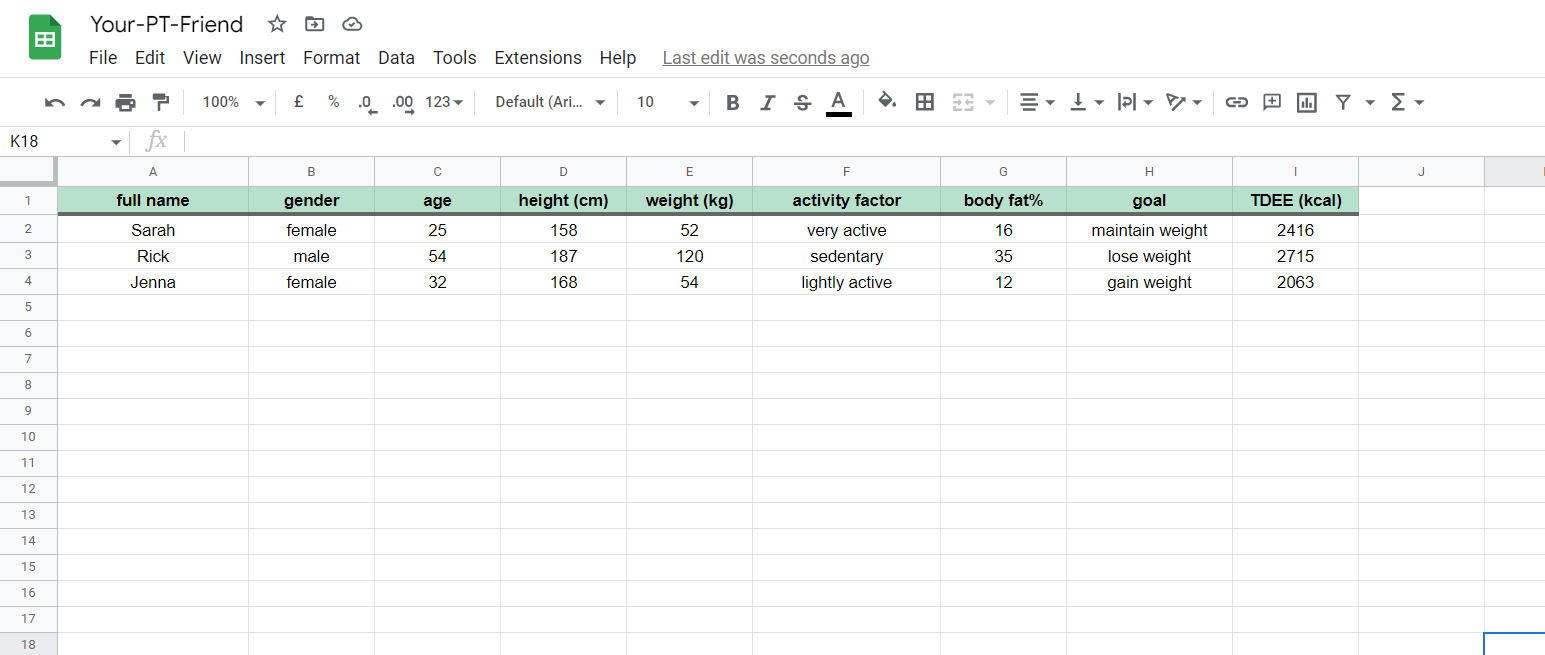 Your-PT-Friend
File Edit View Insert Format Data Tools Extensions Help Last edit was seconds ago
100% £ % .0 .00 123 Default (Ari... 10 B I S A Σ
K18 fx
A B C D E F G H I J
1 full name gender age height (cm) weight (kg) activity factor body fat% goal TDEE (kcal)
2 Sarah female 25 158 52 very active 16 maintain weight 2416
3 Rick male 54 187 120 sedentary 35 lose weight 2715
4 Jenna female 32 168 54 lightly active 12 gain weight 2063
5
6
7
8
9
10
11
12
13
14
15
16
17
18